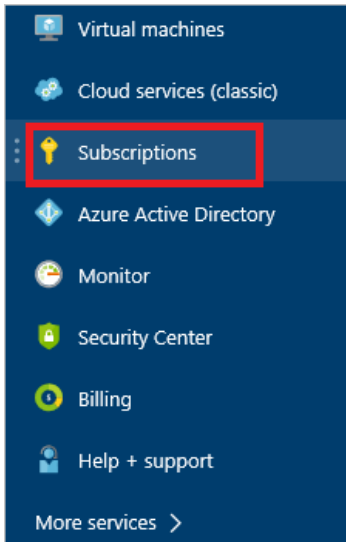 Virtual machines
Cloud services (classic)
Subscriptions
Azure Active Directory
Monitor
Security Center
Billing
Help + support
More services >